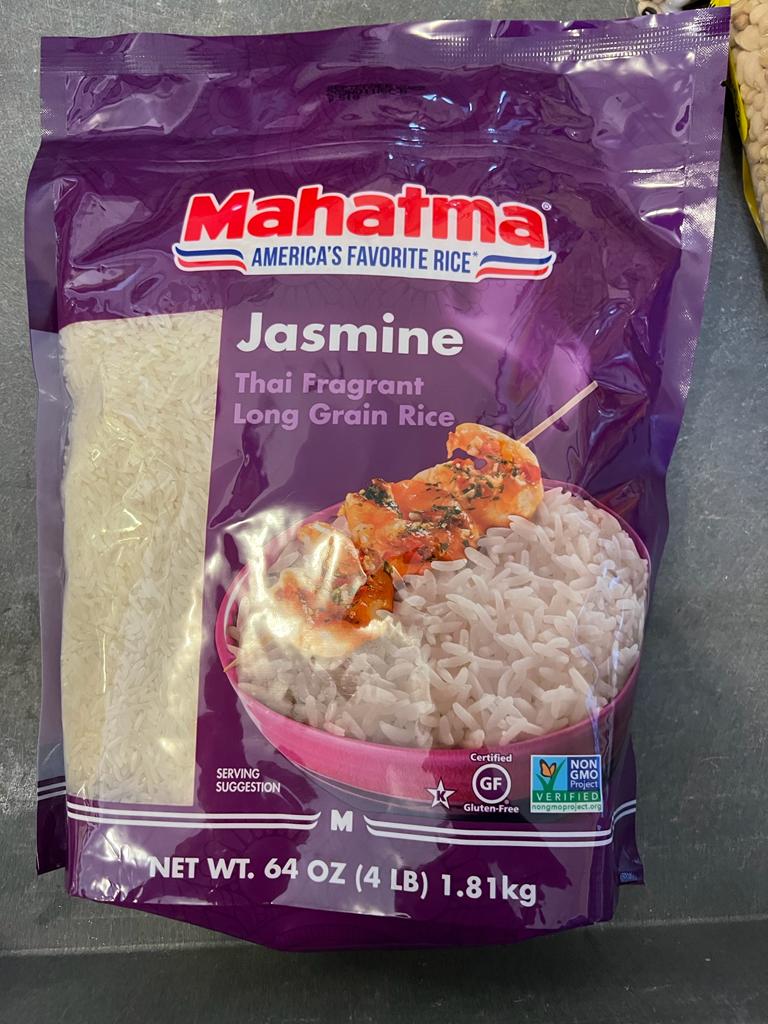 Mahatma®
AMERICA'S FAVORITE RICE*
Jasmine
Thai Fragrant
Long Grain Rice
SERVING
SUGGESTION
K
Certified
GF
Gluten-Free
NON
GMO
Project
VERIFIED
nongmoproject.org
M
NET WT. 64 OZ (4 LB) 1.81kg